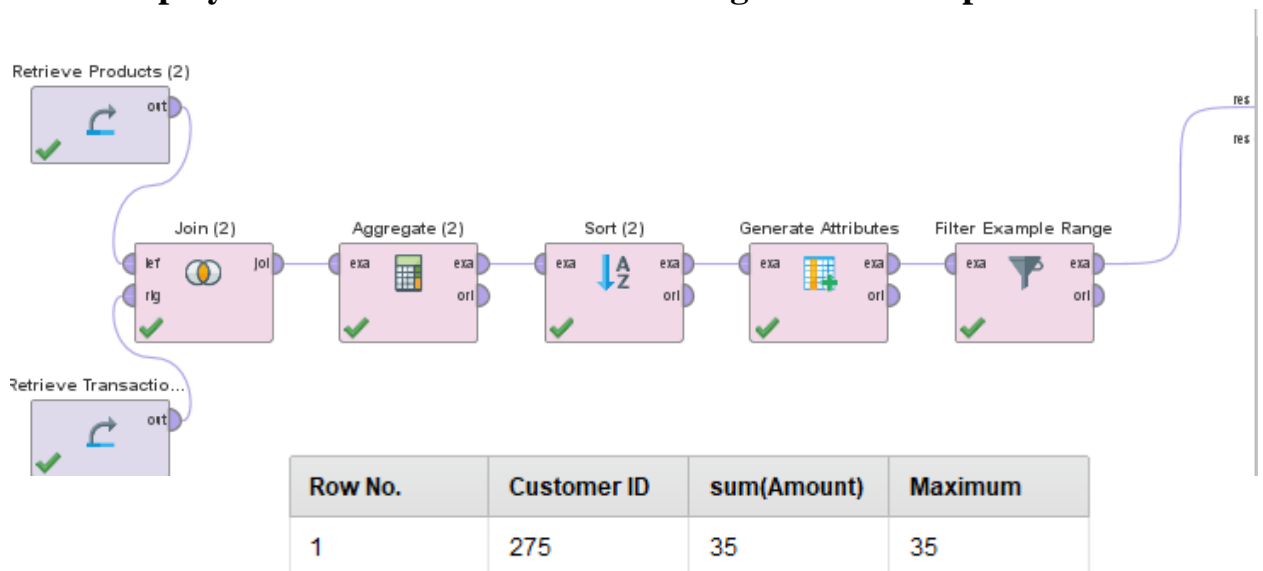 Retrieve Products (2)
out
res
res
Join (2)
Aggregate (2)
Sort (2)
Generate Attributes
Filter Example Range
lef
joi
exa
exa
exa
exa
exa
exa
exa
exa
rig
ori
ori
ori
ori
Retrieve Transactio...
out
Row No. Customer ID sum(Amount) Maximum
1 275 35 35